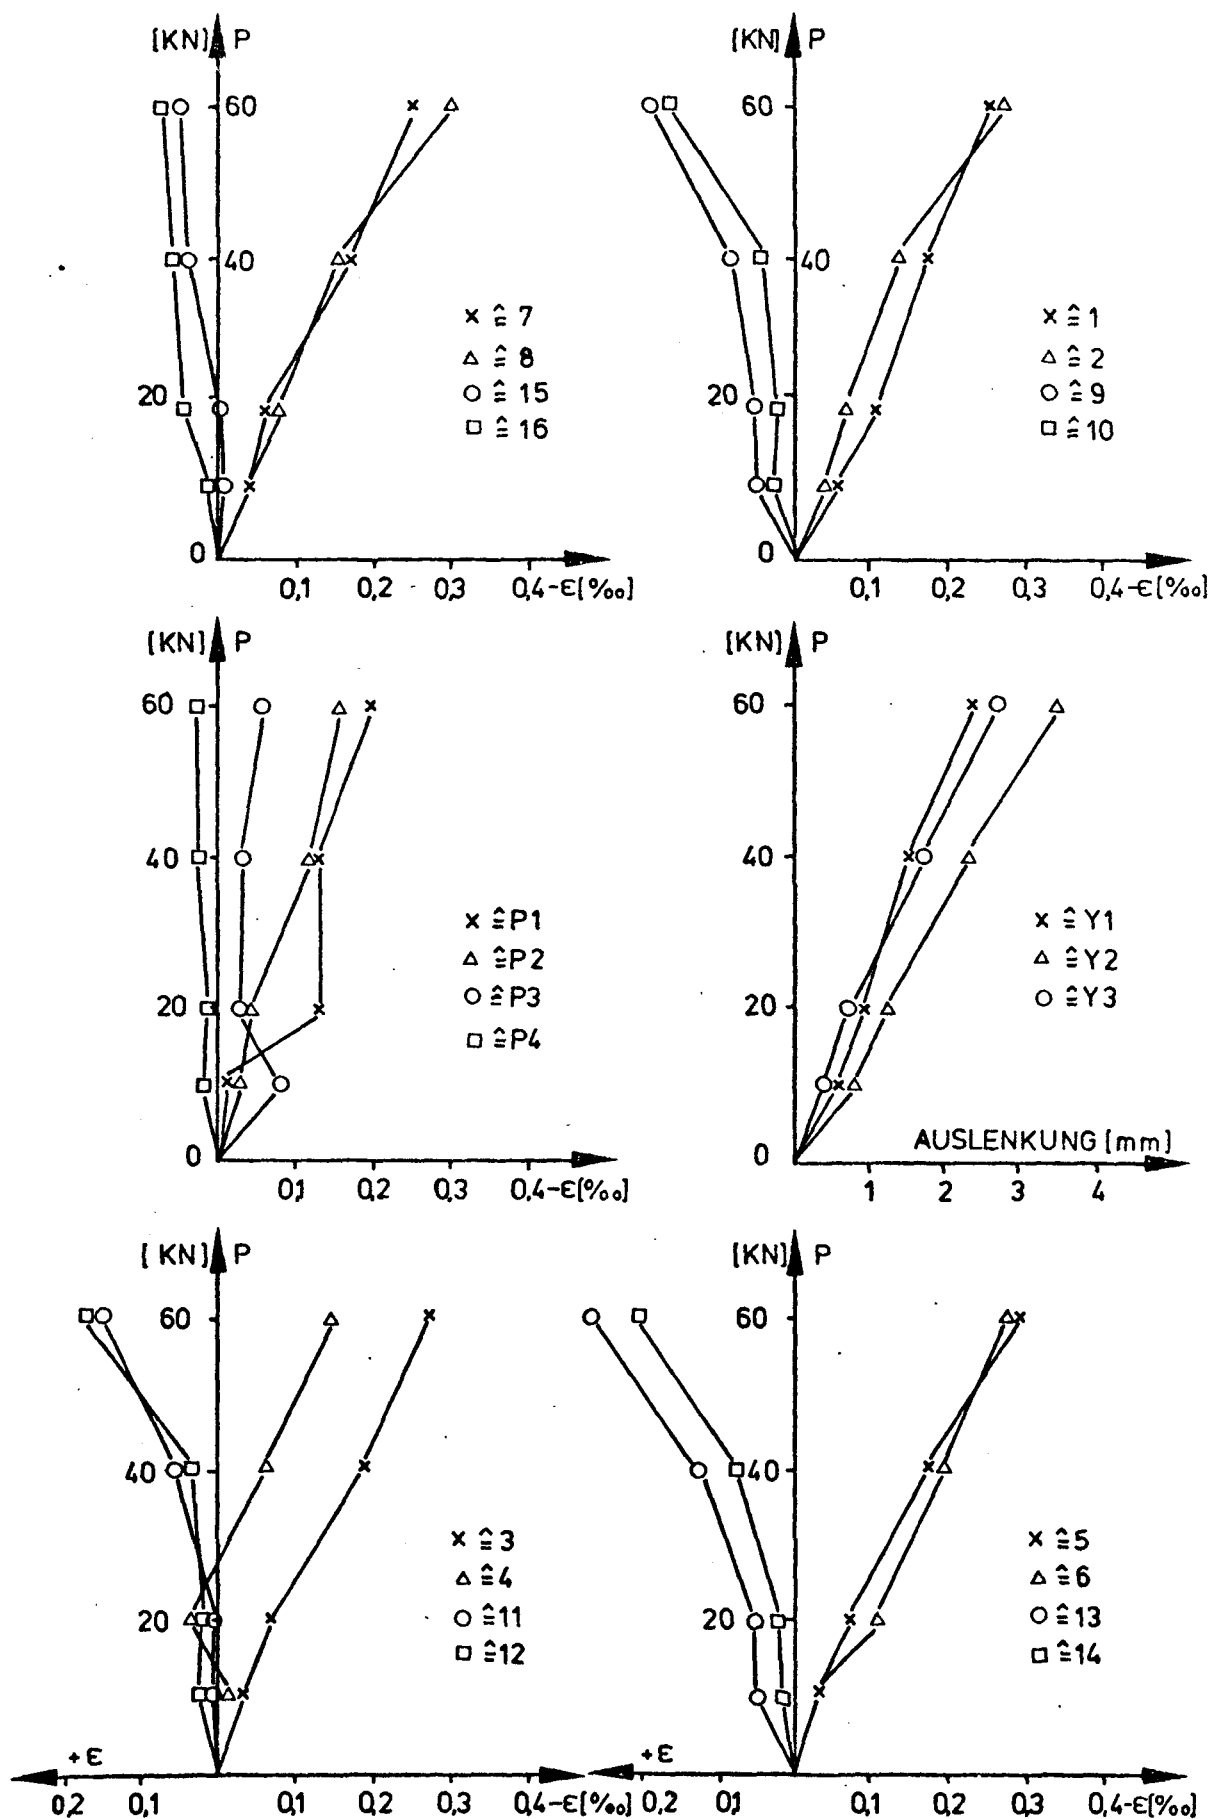 [KN] P
60
40
20
0
0,1 0,2 0,3 0,4-ε[‰]
× ≙ 7
△ ≙ 8
○ ≙ 15
□ ≙ 16
[KN] P
60
40
20
0
0,1 0,2 0,3 0,4-ε[‰]
× ≙ 1
△ ≙ 2
○ ≙ 9
□ ≙ 10
[KN] P
60
40
20
0
0,1 0,2 0,3 0,4-ε[‰]
× ≙ P1
△ ≙ P2
○ ≙ P3
□ ≙ P4
[KN] P
60
40
20
0
AUSLENKUNG [mm]
1 2 3 4
× ≙ Y1
△ ≙ Y2
○ ≙ Y3
[KN] P
60
40
20
+ε
0,2 0,1 0,1 0,2 0,3 0,4-ε[‰]
× ≙ 3
△ ≙ 4
○ ≙ 11
□ ≙ 12
[KN] P
60
40
20
+ε
0,2 0,1 0,1 0,2 0,3 0,4-ε[‰]
× ≙ 5
△ ≙ 6
○ ≙ 13
□ ≙ 14